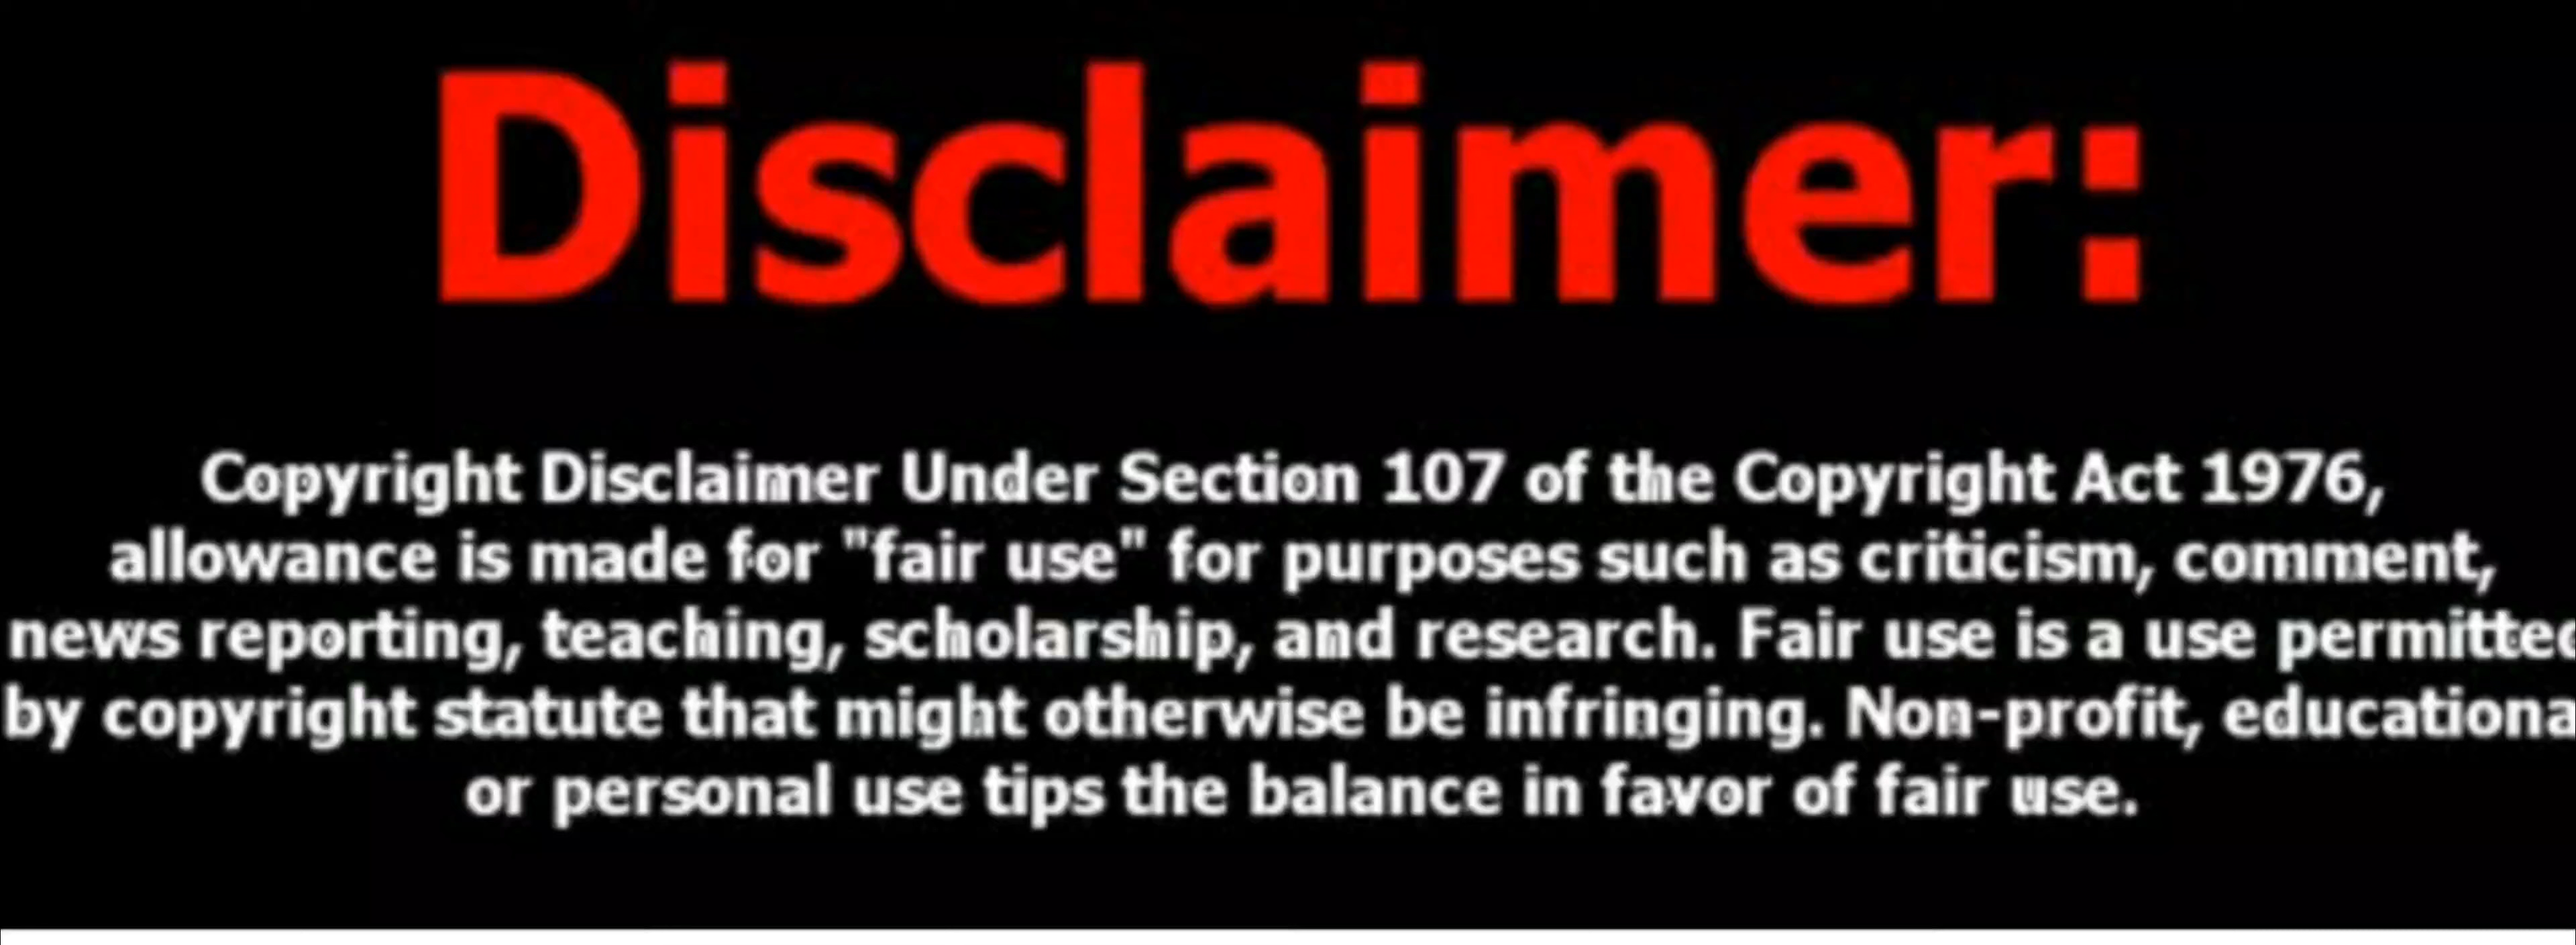 Disclaimer:
Copyright Disclaimer Under Section 107 of the Copyright Act 1976,
allowance is made for "fair use" for purposes such as criticism, comment,
news reporting, teaching, scholarship, and research. Fair use is a use permitted
by copyright statute that might otherwise be infringing. Non-profit, educationa
or personal use tips the balance in favor of fair use.